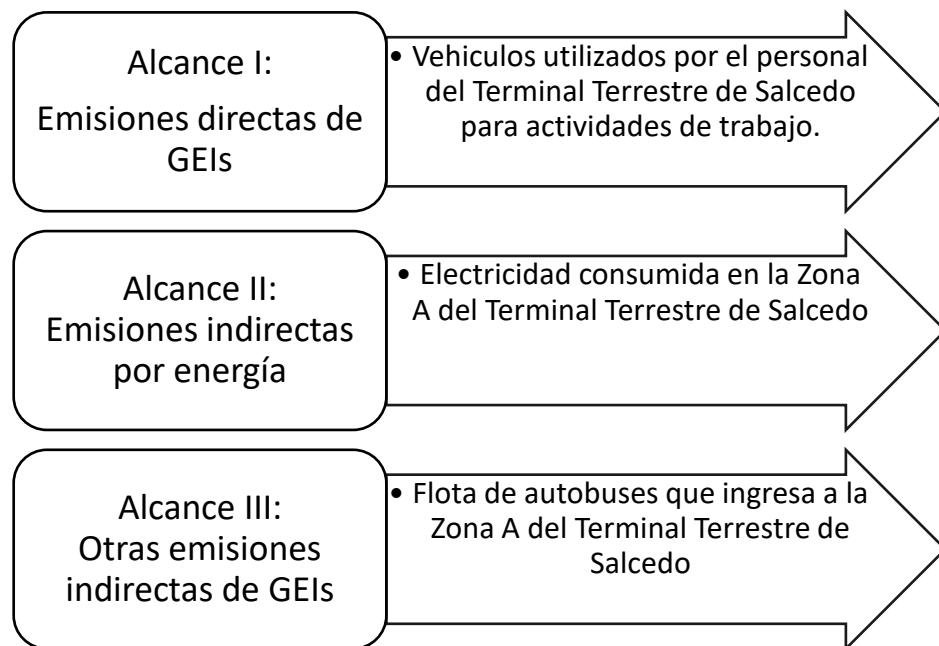 Alcance I:
Emisiones directas de
GEIs
• Vehiculos utilizados por el personal
del Terminal Terrestre de Salcedo
para actividades de trabajo.
Alcance II:
Emisiones indirectas
por energía
• Electricidad consumida en la Zona
A del Terminal Terrestre de Salcedo
Alcance III:
Otras emisiones
indirectas de GEIs
• Flota de autobuses que ingresa a la
Zona A del Terminal Terrestre de
Salcedo